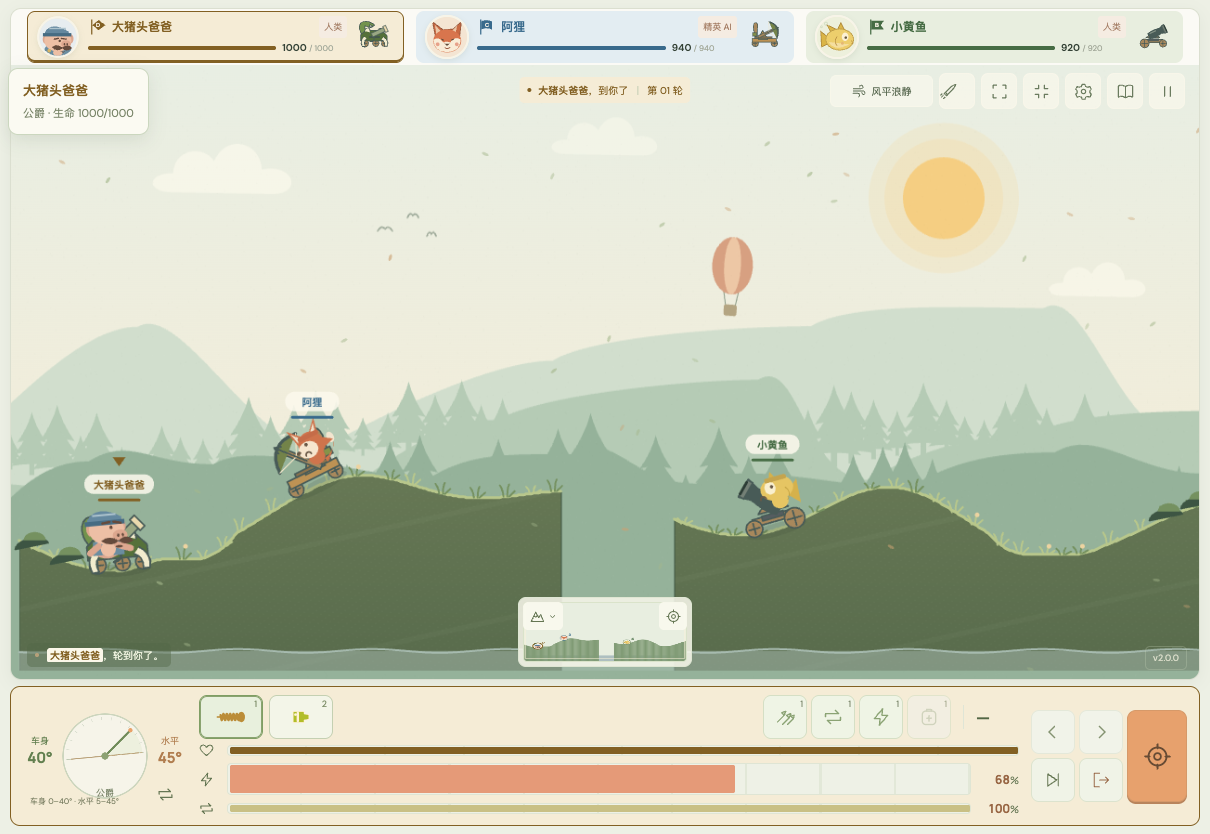 大猪头爸爸
人类
1000 / 1000
阿狸
精英 AI
940 / 940
小黄鱼
人类
920 / 920
大猪头爸爸
公爵 · 生命 1000/1000
大猪头爸爸，到你了 | 第 01 轮
风平浪静
阿狸
小黄鱼
大猪头爸爸
大猪头爸爸，轮到你了。
v2.0.0
1
2
1
1
1
1
车身
40°
水平
45°
公爵
车身 0–40° · 水平 5–45°
68%
100%